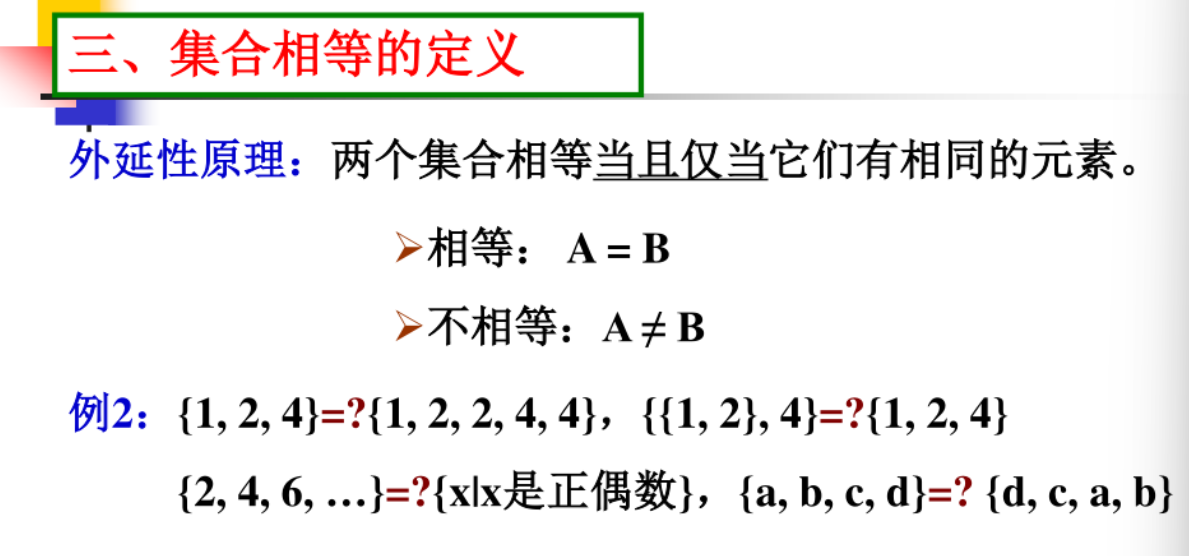 三、集合相等的定义
外延性原理：两个集合相等当且仅当它们有相同的元素。
➢相等： A = B
➢不相等：A ≠ B
例2：{1, 2, 4}=?{1, 2, 2, 4, 4}，{{1, 2}, 4}=?{1, 2, 4}
{2, 4, 6, …}=?{x|x是正偶数}，{a, b, c, d}=? {d, c, a, b}